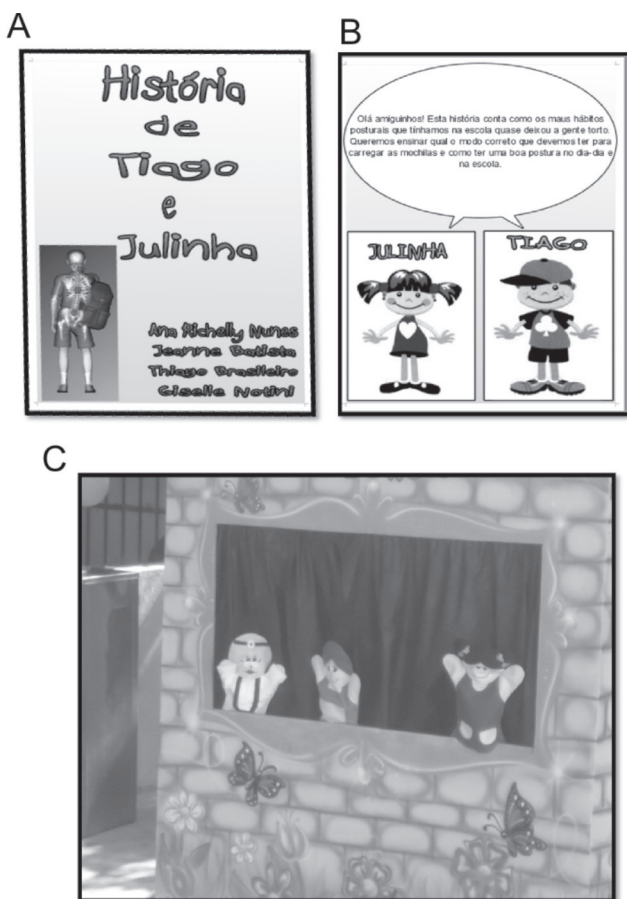 A
História
de
Tiago
e
Julinha
Ana Richelly Nunes
Jeanne Batista
Thiago Brasileiro
Giselle Notini
B
Olá amiguinhos! Esta história conta como os maus hábitos
posturais que tínhamos na escola quase deixou a gente torto.
Queremos ensinar qual o modo correto que devemos ter para
carregar as mochilas e como ter uma boa postura no dia-dia e
na escola.
JULINHA
TIAGO
C